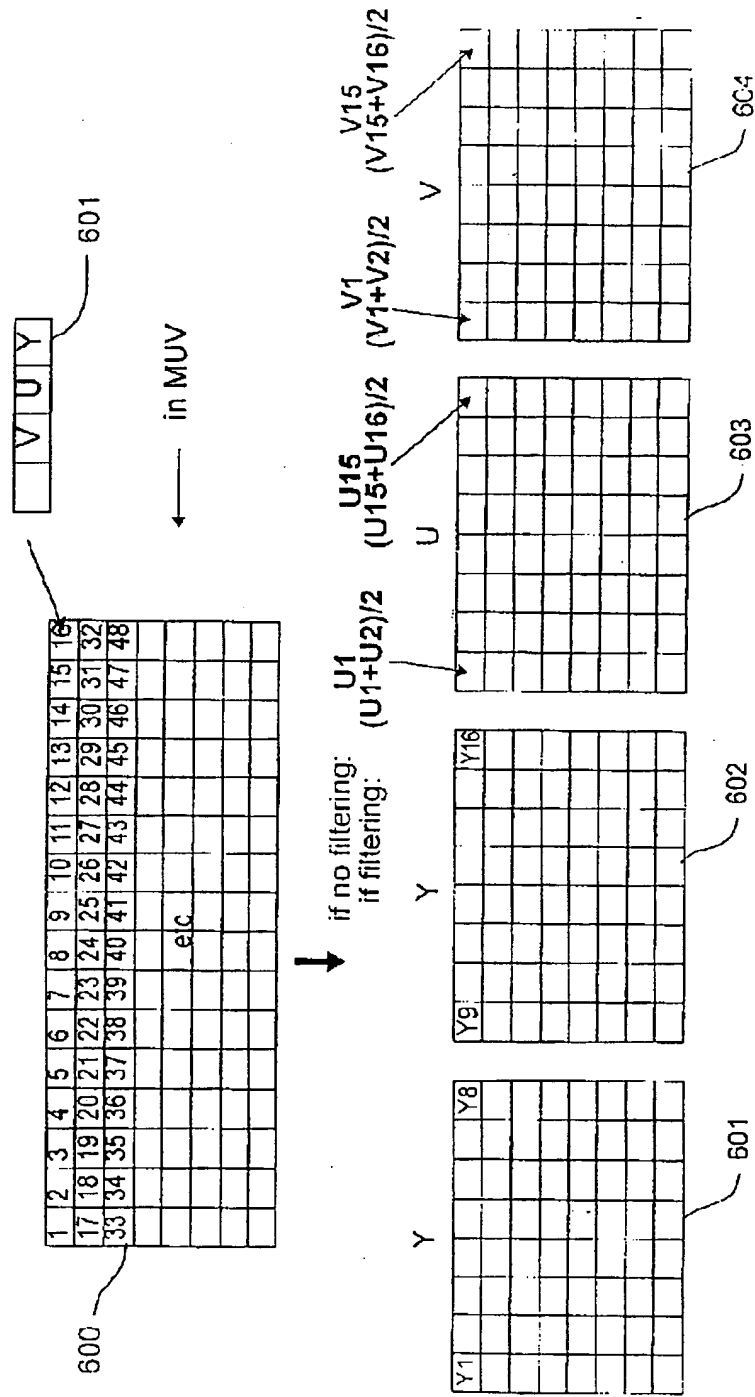 V U Y
601
in MUV
600
1 2 3 4 5 6 7 8 9 10 11 12 13 14 15 16
17 18 19 20 21 22 23 24 25 26 27 28 29 30 31 32
33 34 35 36 37 38 39 40 41 42 43 44 45 46 47 48
etc
if no filtering: U1 U15 V1 V15
if filtering: (U1+U2)/2 (U15+U16)/2 (V1+V2)/2 (V15+V16)/2
Y Y U V
Y1 Y8 Y9 Y16
601 602 603 604